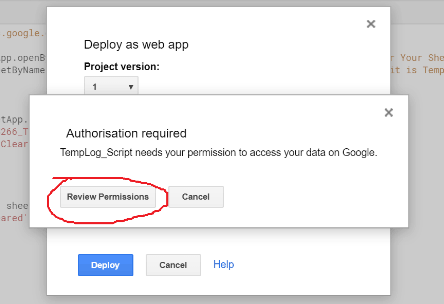 .google.
Deploy as web app
pp.openB
r Your She
etByName
it is Temp
Project version:
1
Authorisation required
TempLog_Script needs your permission to access your data on Google.
tApp.
266_T
Clear
Review Permissions
Cancel
sheet
ared`
Deploy
Cancel
Help